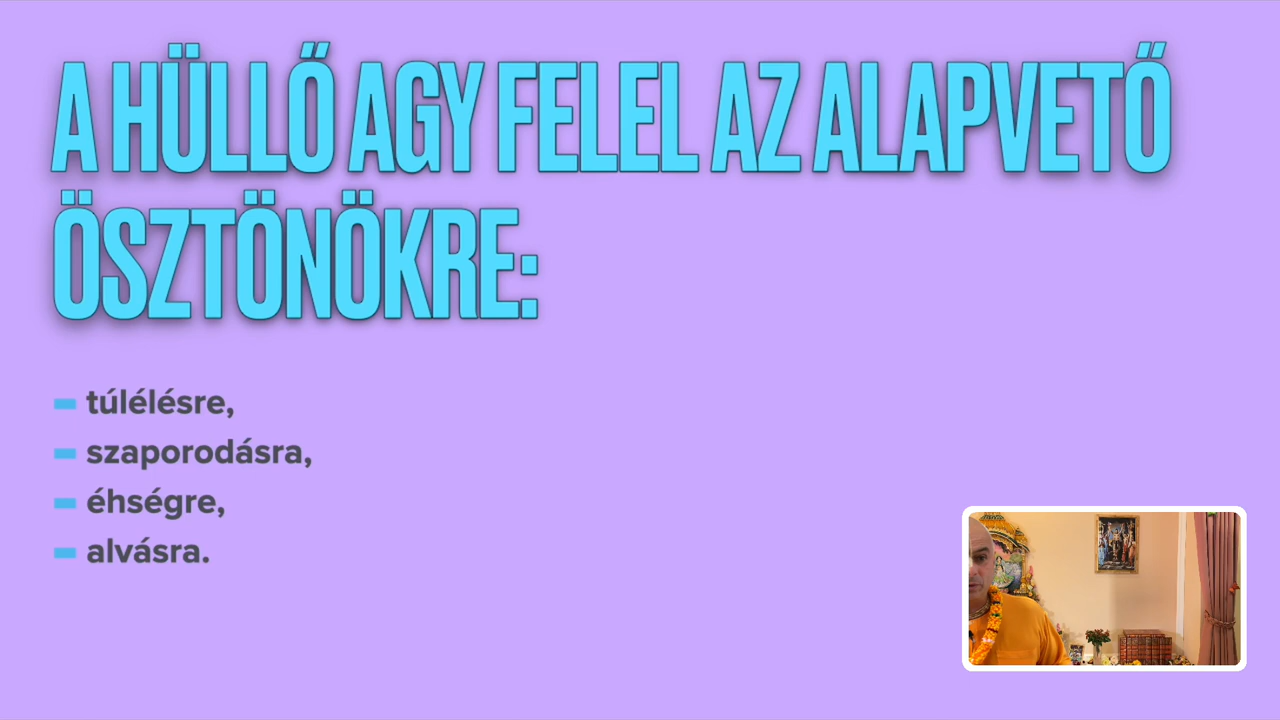 A HÜLLŐ AGY FELEL AZ ALAPVETŐ
ÖSZTÖNÖKRE:
- túlélésre,
- szaporodásra,
- éhségre,
- alvásra.